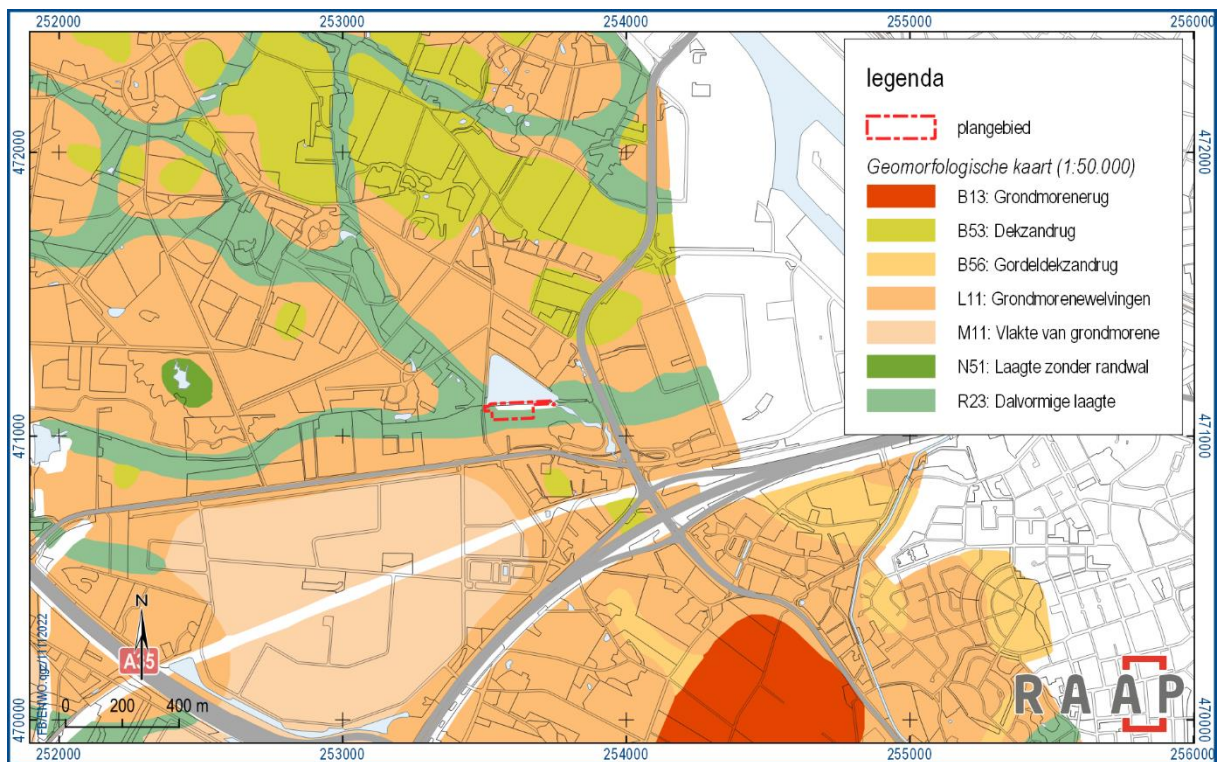 252000 253000 254000 255000 256000
472000
471000
470000
legenda
plangebied
Geomorfologische kaart (1:50.000)
B13: Grondmorenerug
B53: Dekzandrug
B56: Gordeldekzandrug
L11: Grondmorenewelvingen
M11: Vlakte van grondmorene
N51: Laagte zonder randwal
R23: Dalvormige laagte
472000
471000
470000
N
A35
0 200 400 m
RAAP
252000 253000 254000 255000 256000